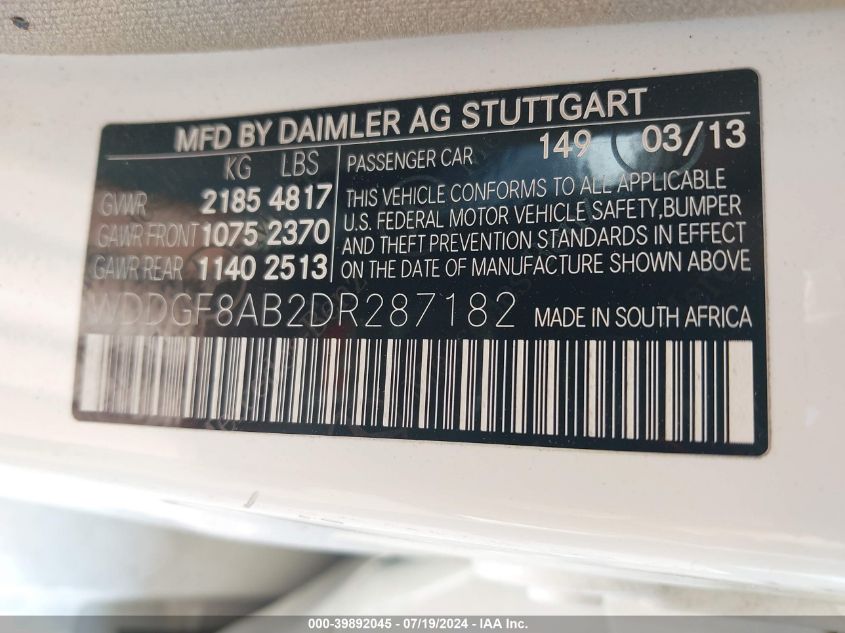 MFD BY DAIMLER AG STUTTGART
KG LBS
GVWR 2185 4817
GAWR FRONT 1075 2370
GAWR REAR 1140 2513
PASSENGER CAR 149 03/13
THIS VEHICLE CONFORMS TO ALL APPLICABLE
U.S. FEDERAL MOTOR VEHICLE SAFETY,BUMPER
AND THEFT PREVENTION STANDARDS IN EFFECT
ON THE DATE OF MANUFACTURE SHOWN ABOVE
WDDGF8AB2DR287182 MADE IN SOUTH AFRICA
000-39892045 - 07/19/2024 - IAA Inc.